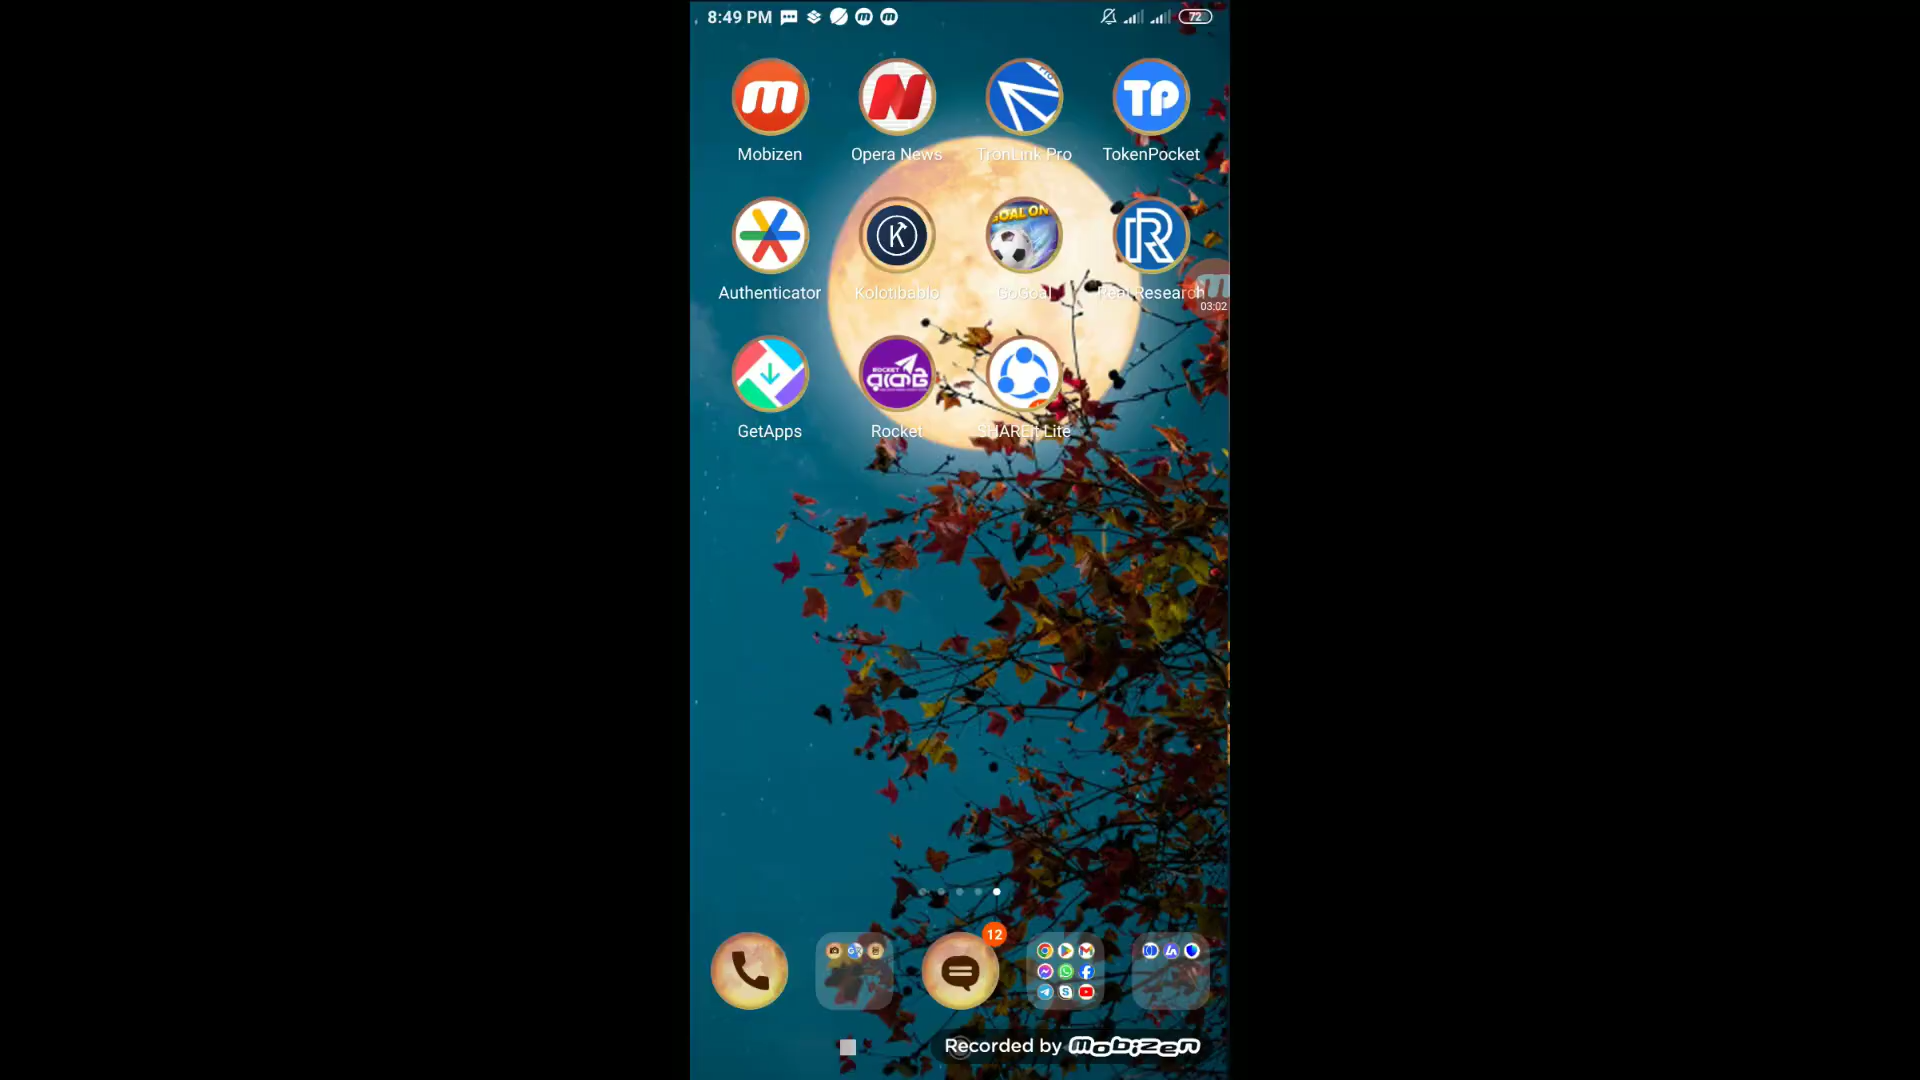 8:49 PM
72
Mobizen
Opera News
TronLink Pro
TokenPocket
GOAL ON
Authenticator
Kolotibablo
GoGoal
Real Research
03:02
ROCKET
রকেট
GetApps
Rocket
SHAREit Lite
12
Recorded by mobizen